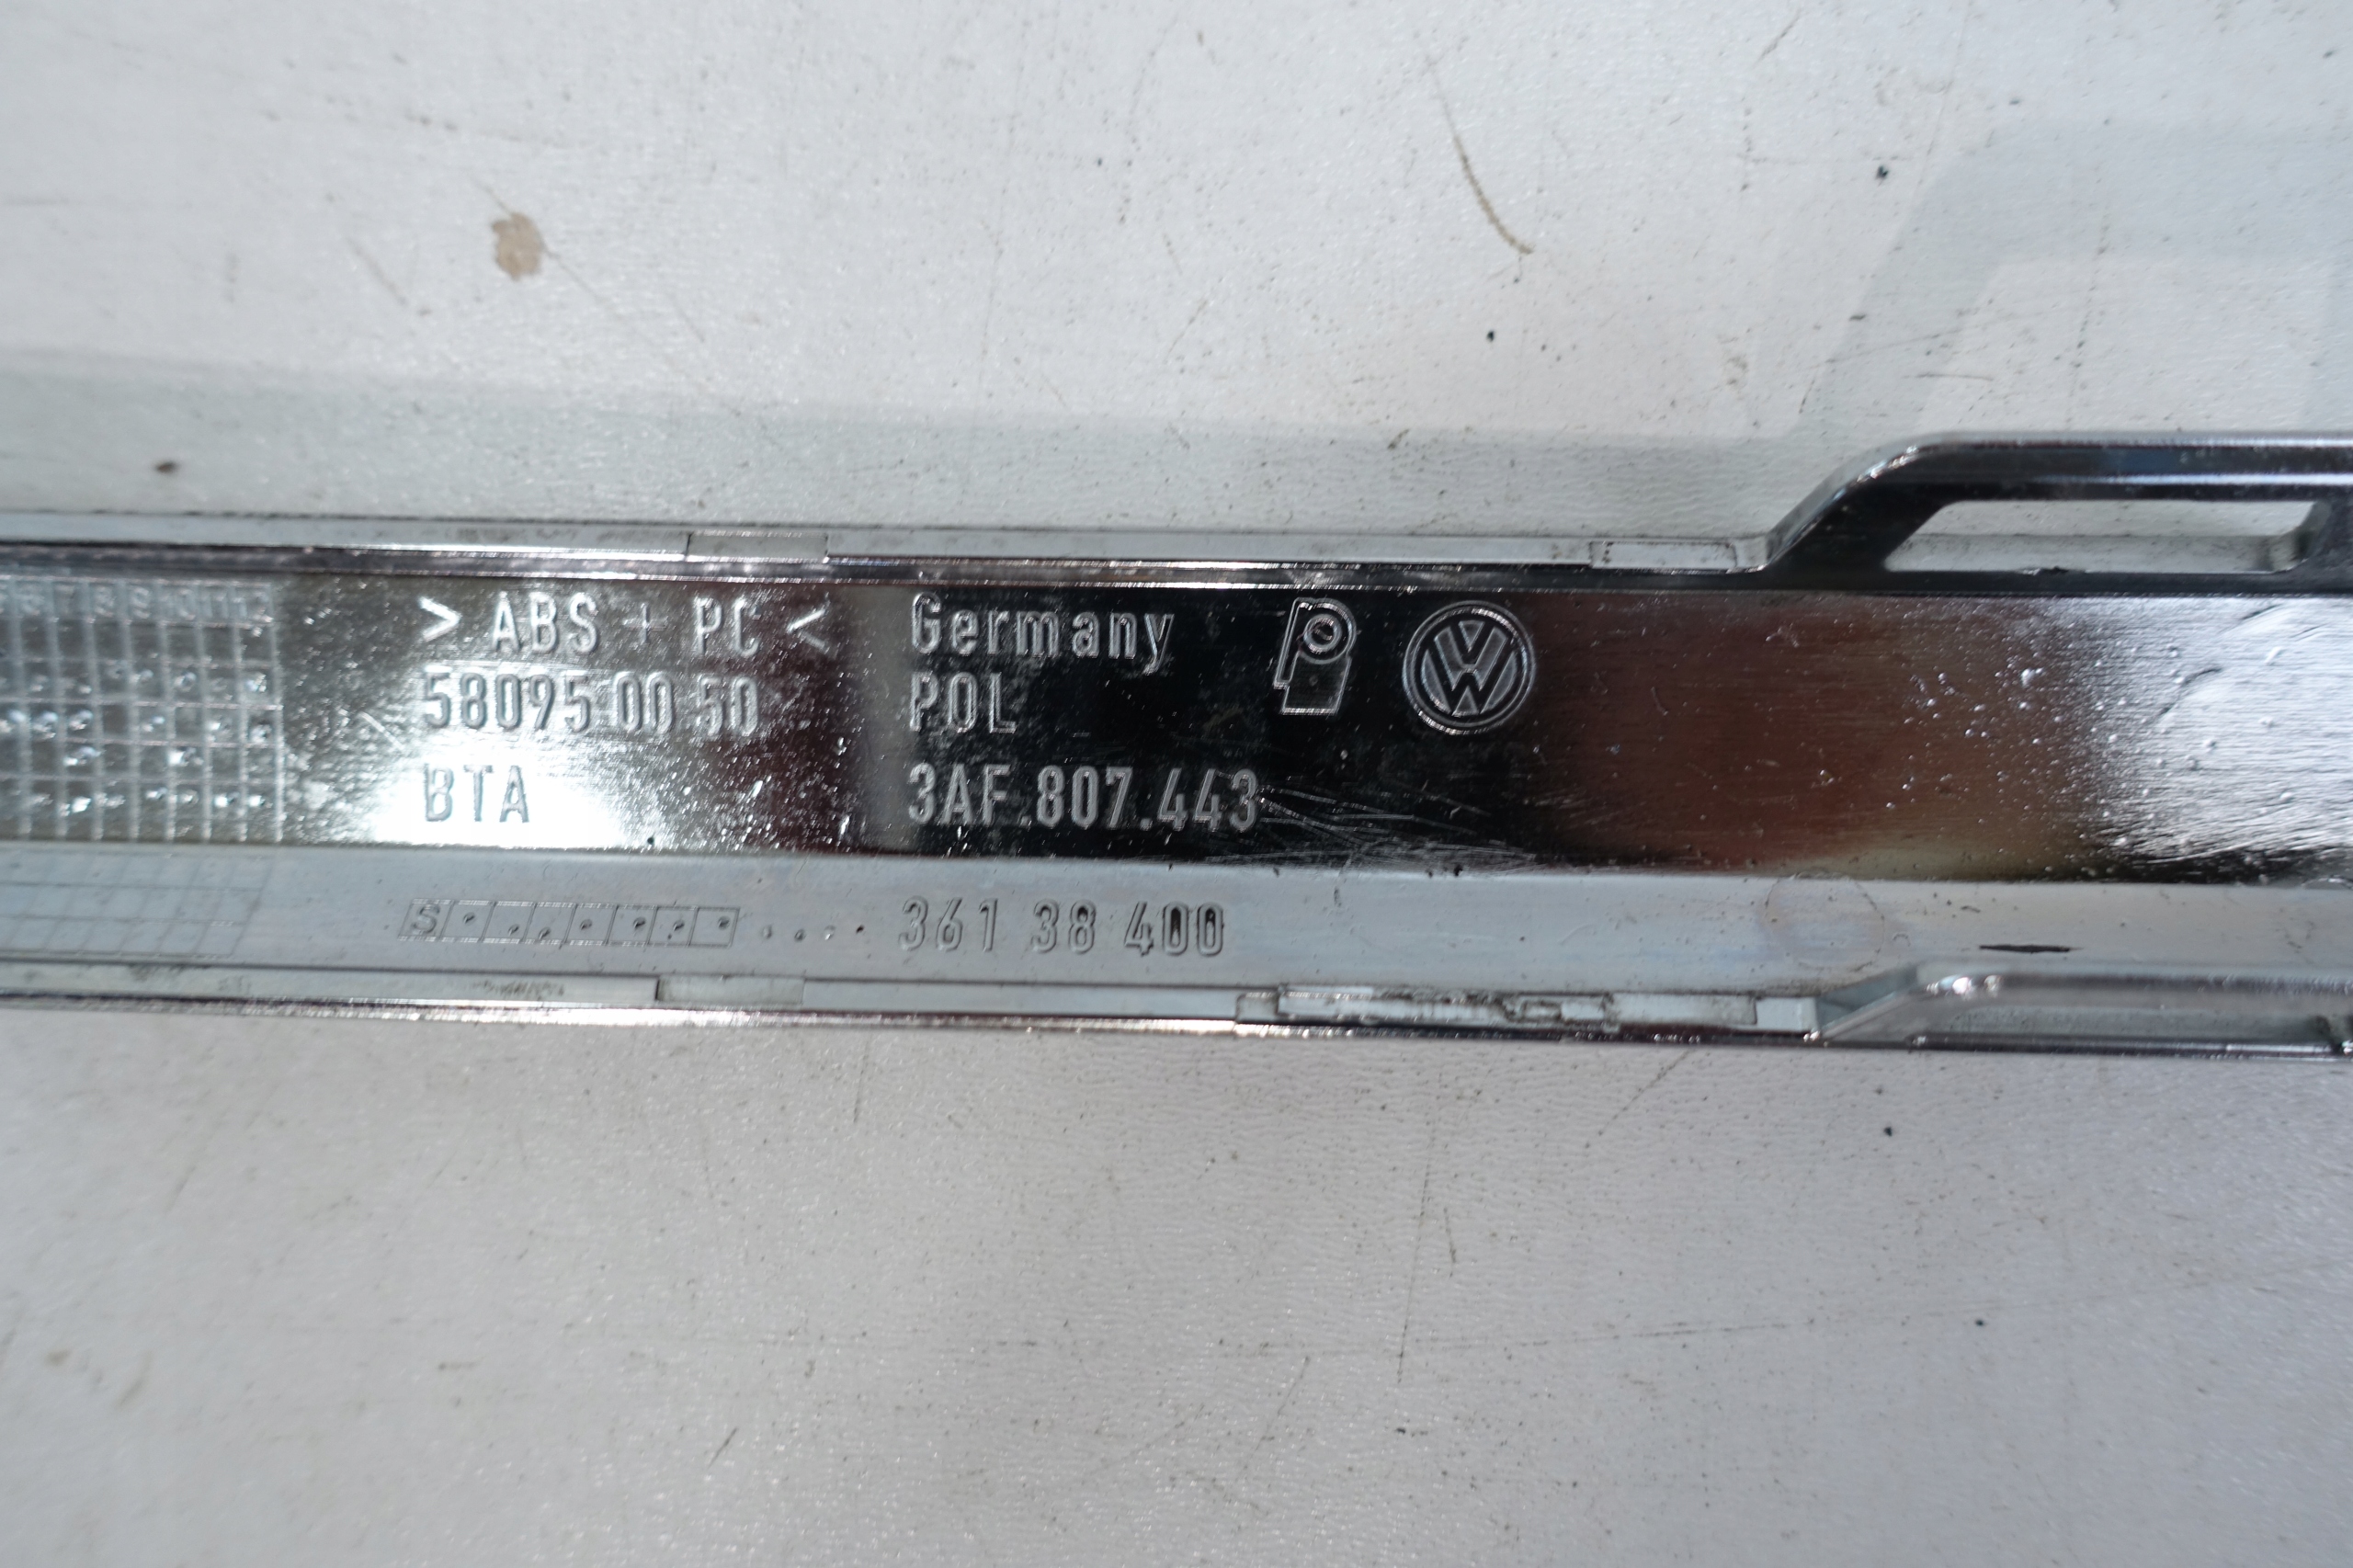 > ABS + PC < Germany
58095 00 50 POL
BTA 3AF.807.443
S 361 38 400